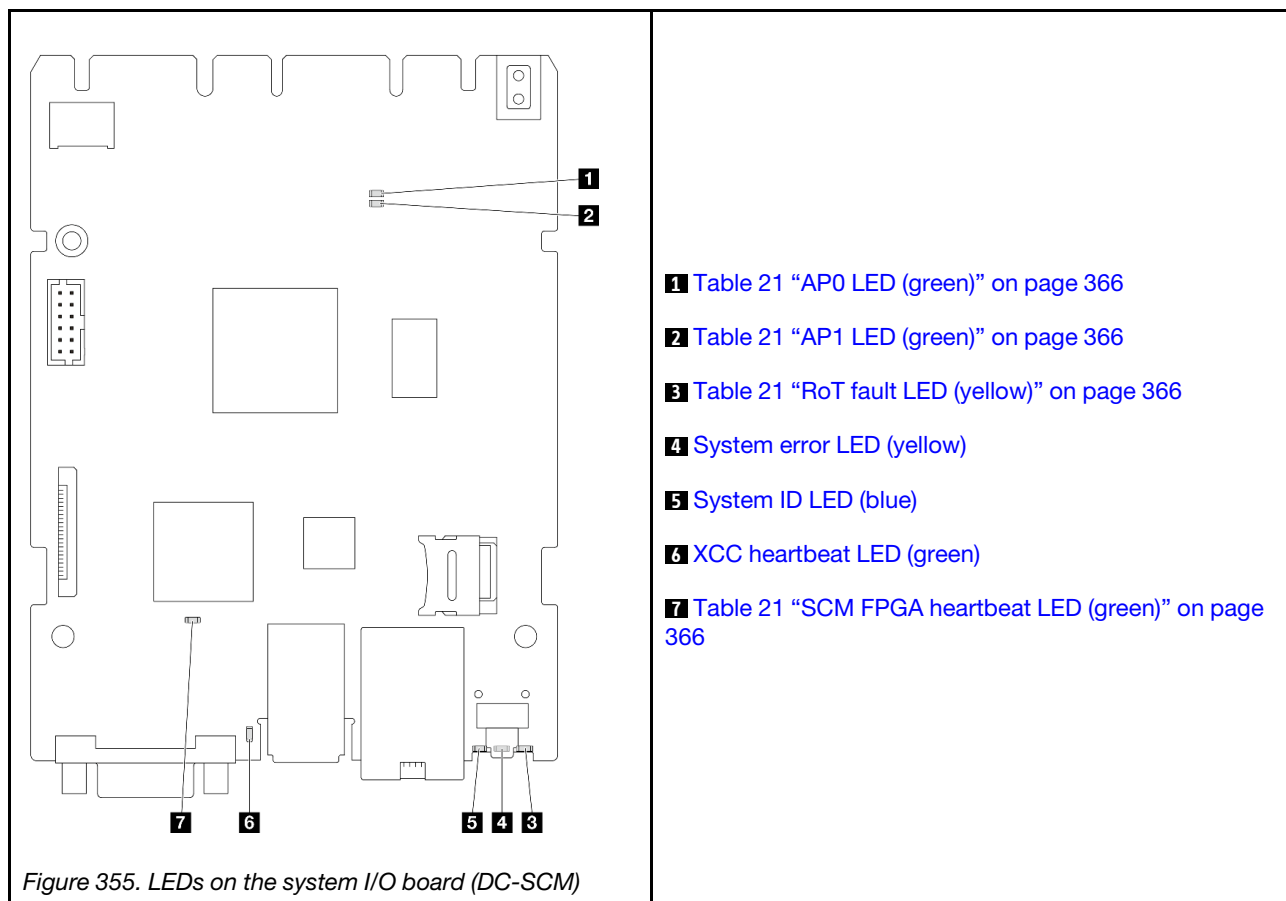 1
2
7
6
5
4
3
Figure 355. LEDs on the system I/O board (DC-SCM)
1 Table 21 “AP0 LED (green)” on page 366
2 Table 21 “AP1 LED (green)” on page 366
3 Table 21 “RoT fault LED (yellow)” on page 366
4 System error LED (yellow)
5 System ID LED (blue)
6 XCC heartbeat LED (green)
7 Table 21 “SCM FPGA heartbeat LED (green)” on page
366